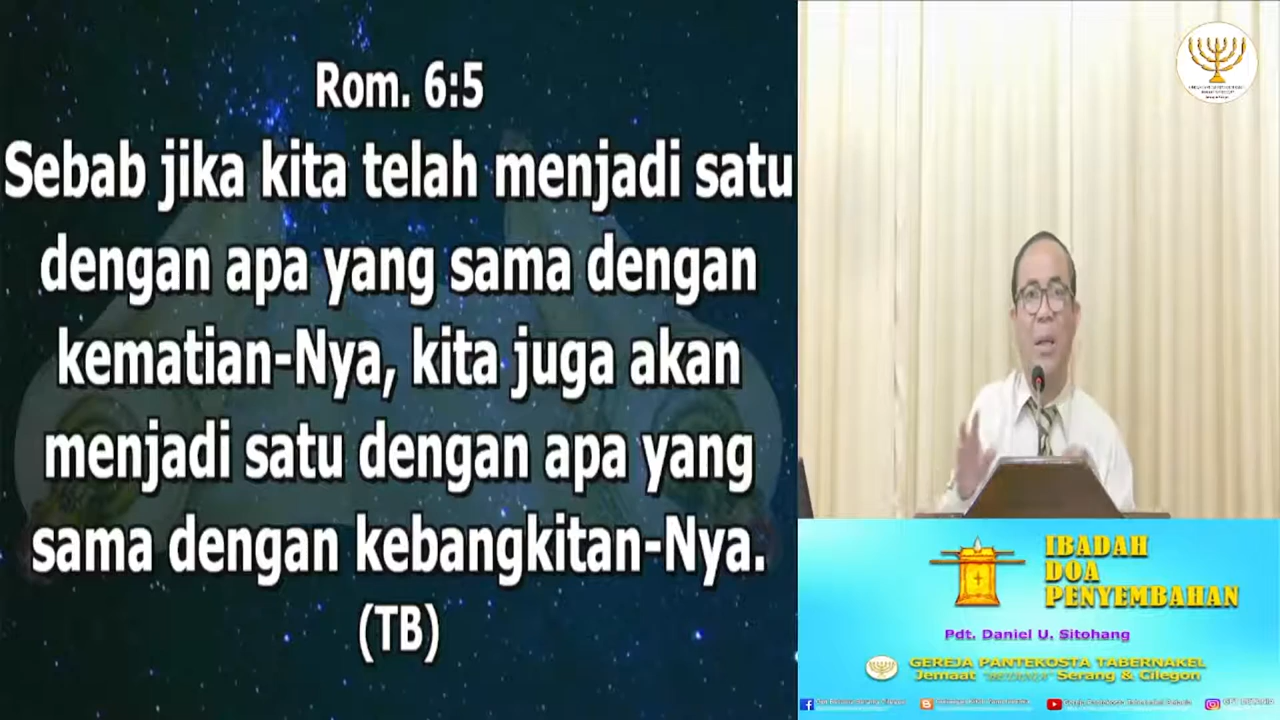 Rom. 6:5
Sebab jika kita telah menjadi satu
dengan apa yang sama dengan
kematian-Nya, kita juga akan
menjadi satu dengan apa yang
sama dengan kebangkitan-Nya.
(TB)
IBADAH
DOA
PENYEMBAHAN
Pdt. Daniel U. Sitohang
GEREJA PANTEKOSTA TABERNAKEL
Jemaat "BETANIA" Serang & Cilegon